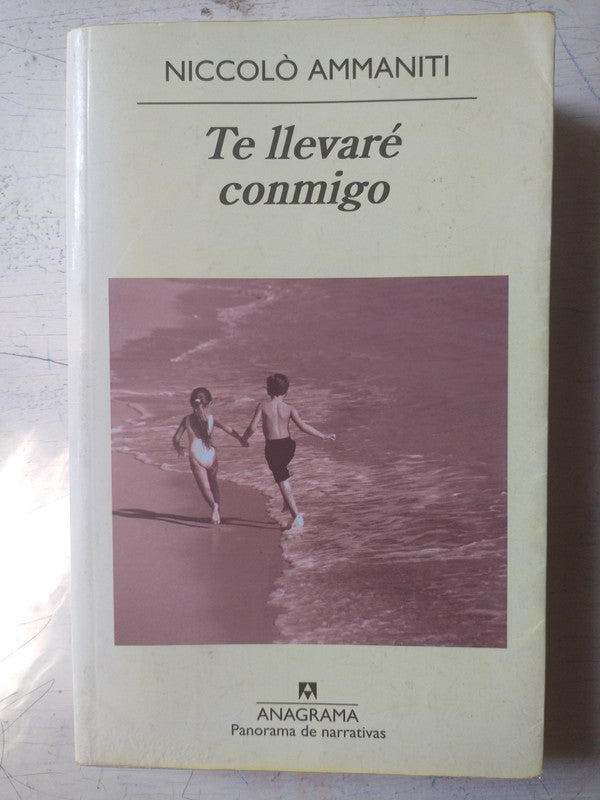 NICCOLÒ AMMANITI
Te llevaré
conmigo
ANAGRAMA
Panorama de narrativas